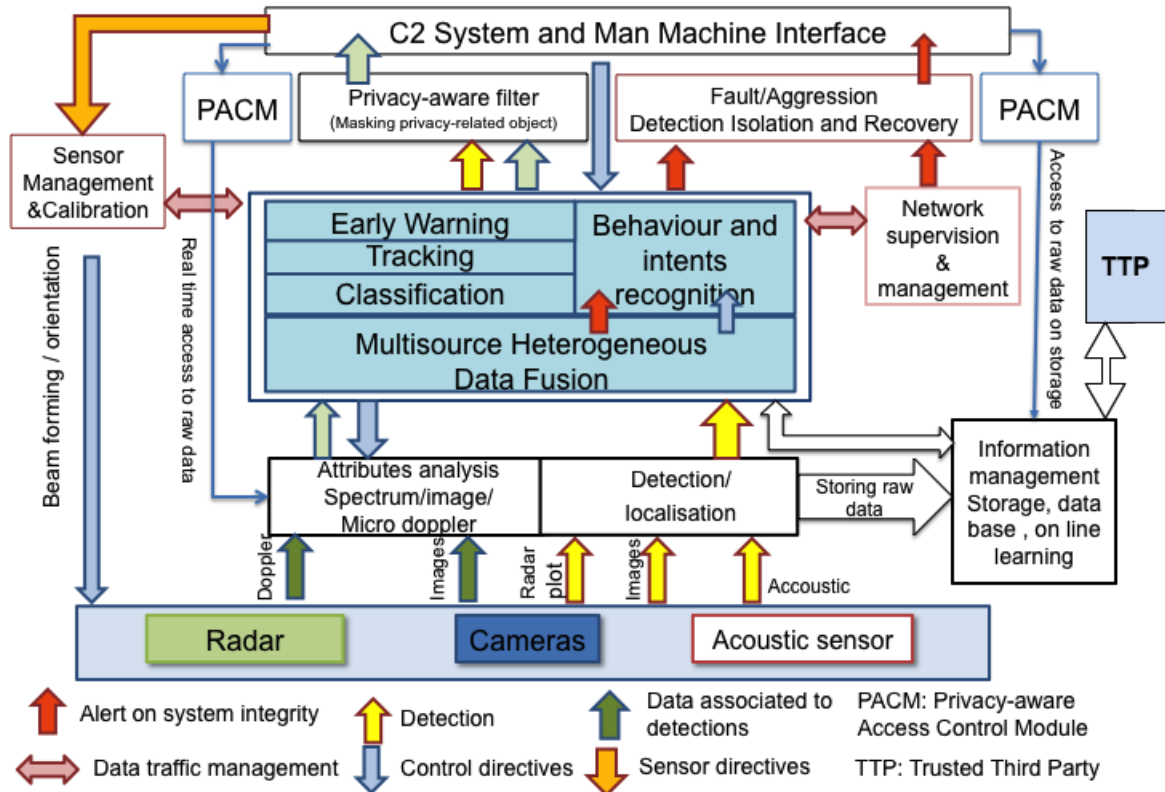 C2 System and Man Machine Interface
PACM
Privacy-aware filter
(Masking privacy-related object)
Fault/Aggression
Detection Isolation and Recovery
PACM
Sensor
Management
&Calibration
Early Warning
Tracking
Classification
Behaviour and
intents
recognition
Multisource Heterogeneous
Data Fusion
Network
supervision
&
management
TTP
Beam forming / orientation
Real time access to raw data
Access to raw data on storage
Attributes analysis
Spectrum/image/
Micro doppler
Detection/
localisation
Storing raw
data
Information
management
Storage, data
base , on line
learning
Doppler
Images
Radar
plot
Images
Accoustic
Radar
Cameras
Acoustic sensor
Alert on system integrity
Detection
Data associated to
detections
PACM: Privacy-aware
Access Control Module
Data traffic management
Control directives
Sensor directives
TTP: Trusted Third Party